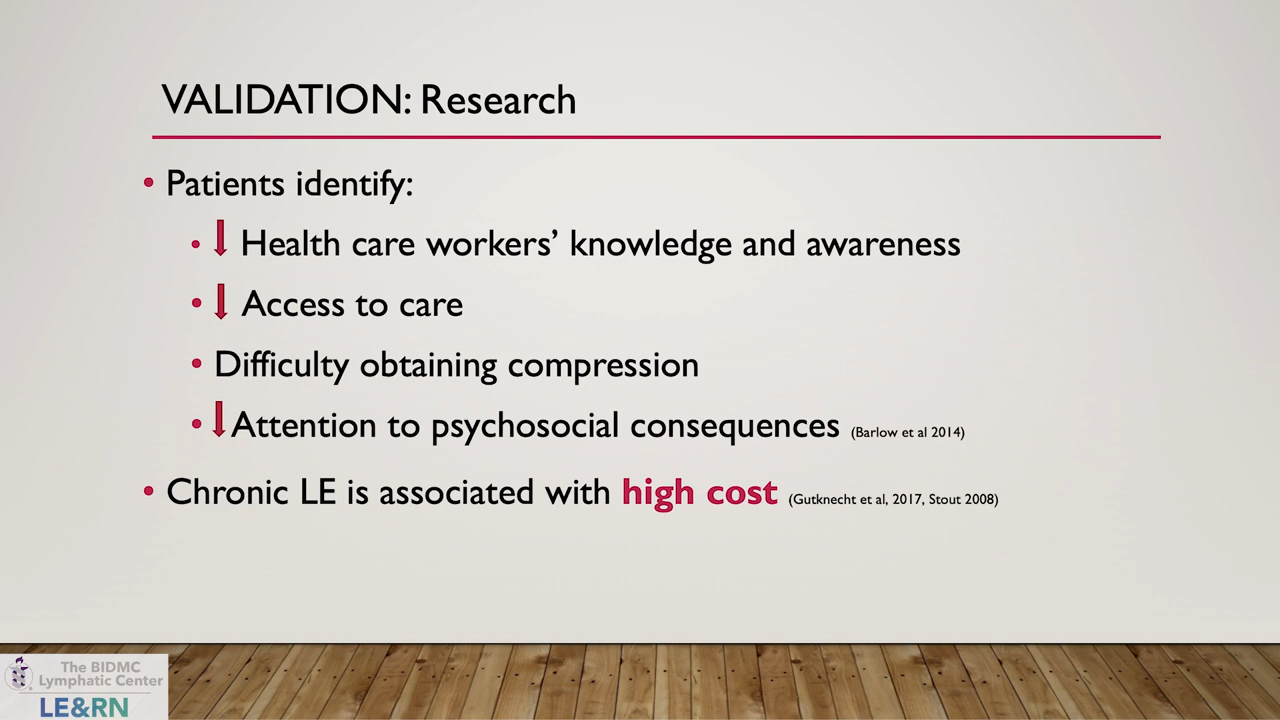 VALIDATION: Research
• Patients identify:
• Health care workers’ knowledge and awareness
• Access to care
• Difficulty obtaining compression
• Attention to psychosocial consequences (Barlow et al 2014)
• Chronic LE is associated with high cost (Gutknecht et al, 2017, Stout 2008)
The BIDMC
Lymphatic Center
LE&RN